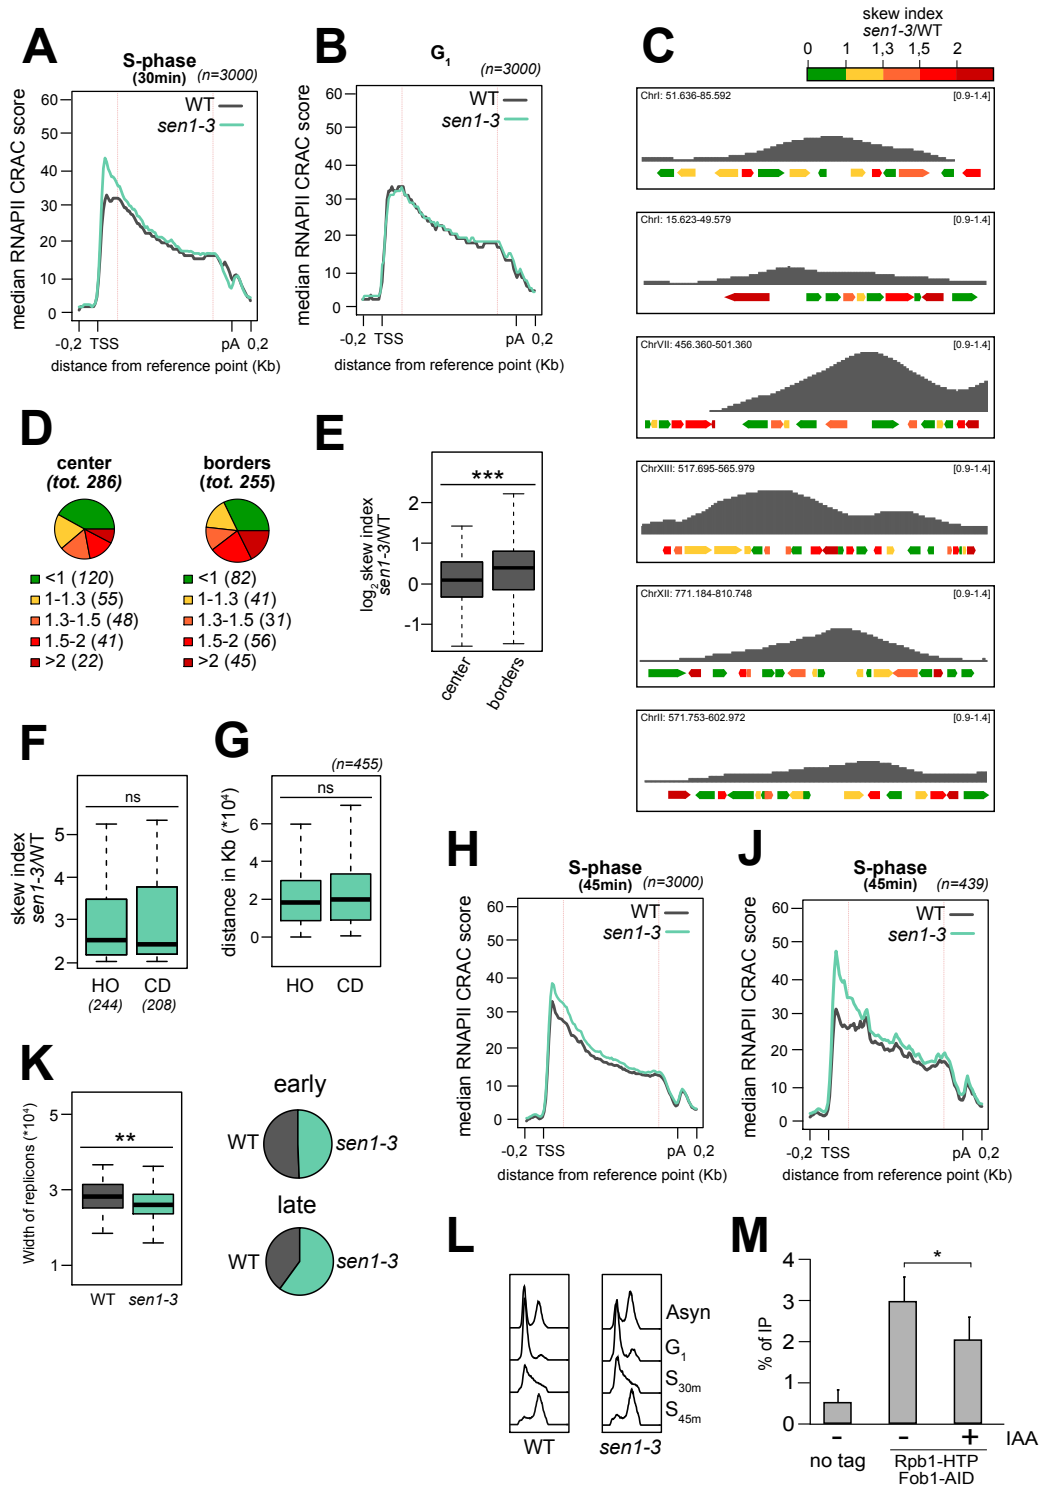 A
S-phase
(30min) (n=3000)
median RNAPII CRAC score
60
50
40
30
20
10
0
WT
sen1-3
-0,2 TSS pA 0,2
distance from reference point (Kb)
B
G1
(n=3000)
median RNAPII CRAC score
60
50
40
30
20
10
0
WT
sen1-3
-0,2 TSS pA 0,2
distance from reference point (Kb)
C
skew index
sen1-3/WT
0 1 1,3 1,5 2
ChrI: 51.636-85.592 [0.9-1.4]
ChrI: 15.623-49.579 [0.9-1.4]
ChrVII: 456.360-501.360 [0.9-1.4]
ChrXIII: 517.695-565.979 [0.9-1.4]
ChrXII: 771.184-810.748 [0.9-1.4]
ChrII: 571.753-602.972 [0.9-1.4]
D
center
(tot. 286)
<1 (120)
1-1.3 (55)
1.3-1.5 (48)
1.5-2 (41)
>2 (22)
borders
(tot. 255)
<1 (82)
1-1.3 (41)
1.3-1.5 (31)
1.5-2 (56)
>2 (45)
E
log2 skew index
sen1-3/WT
***
2
1
0
-1
center
borders
F
skew index
sen1-3/WT
ns
5
4
3
2
HO CD
(244) (208)
G
(n=455)
distance in Kb (*10⁴)
ns
6
4
2
0
HO CD
H
S-phase
(45min) (n=3000)
median RNAPII CRAC score
60
50
40
30
20
10
0
WT
sen1-3
-0,2 TSS pA 0,2
distance from reference point (Kb)
J
S-phase
(45min) (n=439)
median RNAPII CRAC score
60
50
40
30
20
10
0
WT
sen1-3
-0,2 TSS pA 0,2
distance from reference point (Kb)
K
Width of replicons (*10⁴)
**
5
3
1
WT sen1-3
early
WT sen1-3
late
WT sen1-3
L
Asyn
G1
S30m
S45m
WT sen1-3
M
% of IP
*
4
3
2
1
0
- - + IAA
no tag Rpb1-HTP
Fob1-AID